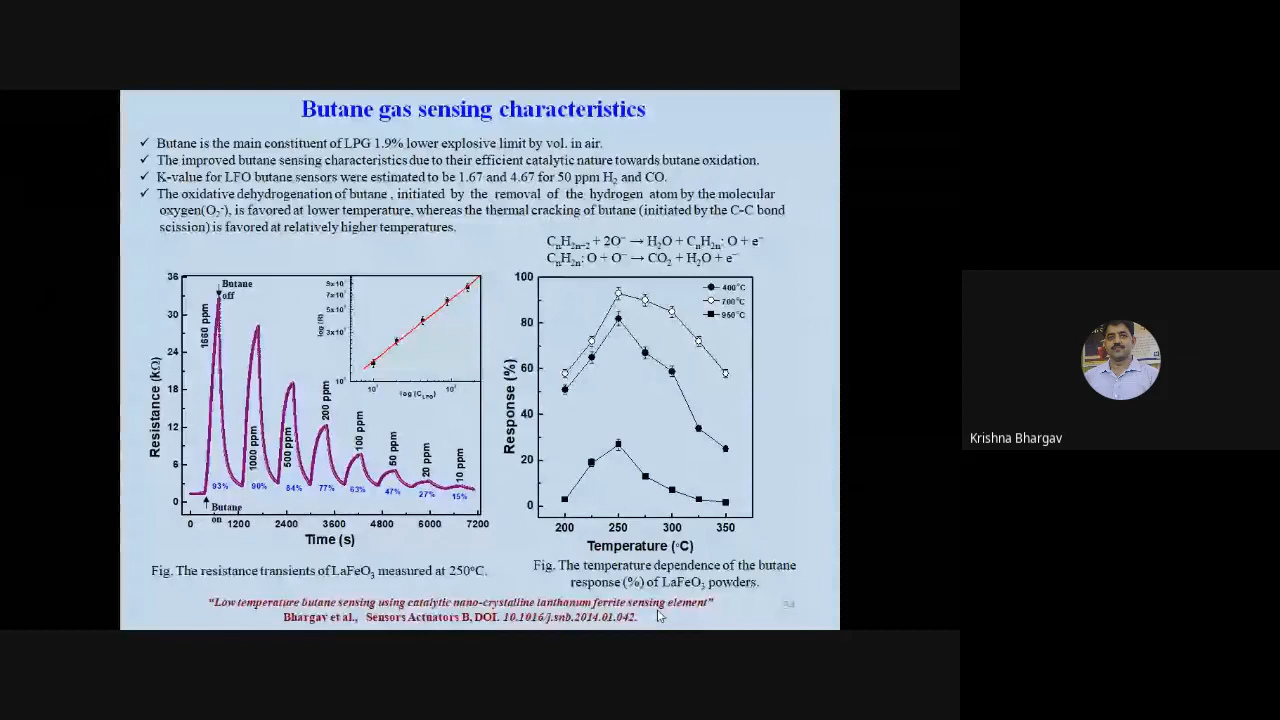 Butane gas sensing characteristics
✓ Butane is the main constituent of LPG 1.9% lower explosive limit by vol. in air.
✓ The improved butane sensing characteristics due to their efficient catalytic nature towards butane oxidation.
✓ K-value for LFO butane sensors were estimated to be 1.67 and 4.67 for 50 ppm H₂ and CO.
✓ The oxidative dehydrogenation of butane , initiated by the removal of the hydrogen atom by the molecular
oxygen(O₂⁻), is favored at lower temperature, whereas the thermal cracking of butane (initiated by the C-C bond
scission) is favored at relatively higher temperatures.
CₙH₂ₙ₋₂ + 2O⁻ → H₂O + CₙH₂ₙ: O + e⁻
CₙH₂ₙ: O + O⁻ → CO₂ + H₂O + e⁻
36
30
24
18
12
6
0
Resistance (kΩ)
Butane
off
1660 ppm
1000 ppm
500 ppm
200 ppm
100 ppm
50 ppm
20 ppm
10 ppm
93% 90% 84% 77% 63% 47% 27% 15%
Butane
on
0 1200 2400 3600 4800 6000 7200
Time (s)
log (C LFO)
100
80
60
40
20
0
Response (%)
400°C
700°C
950°C
200 250 300 350
Temperature (◦C)
Fig. The resistance transients of LaFeO₃ measured at 250°C.
Fig. The temperature dependence of the butane
response (%) of LaFeO₃ powders.
"Low temperature butane sensing using catalytic nano-crystalline lanthanum ferrite sensing element"
Bhargav et al., Sensors Actuators B, DOI. 10.1016/j.snb.2014.01.042.
Krishna Bhargav